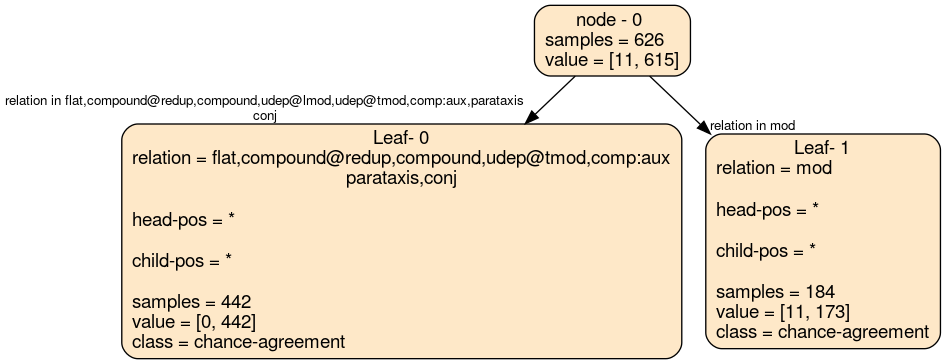 node - 0
samples = 626
value = [11, 615]
relation in flat,compound@redup,compound,udep@lmod,udep@tmod,comp:aux,parataxis
conj
relation in mod
Leaf- 0
relation = flat,compound@redup,compound,udep@tmod,comp:aux
parataxis,conj
head-pos = *
child-pos = *
samples = 442
value = [0, 442]
class = chance-agreement
Leaf- 1
relation = mod
head-pos = *
child-pos = *
samples = 184
value = [11, 173]
class = chance-agreement